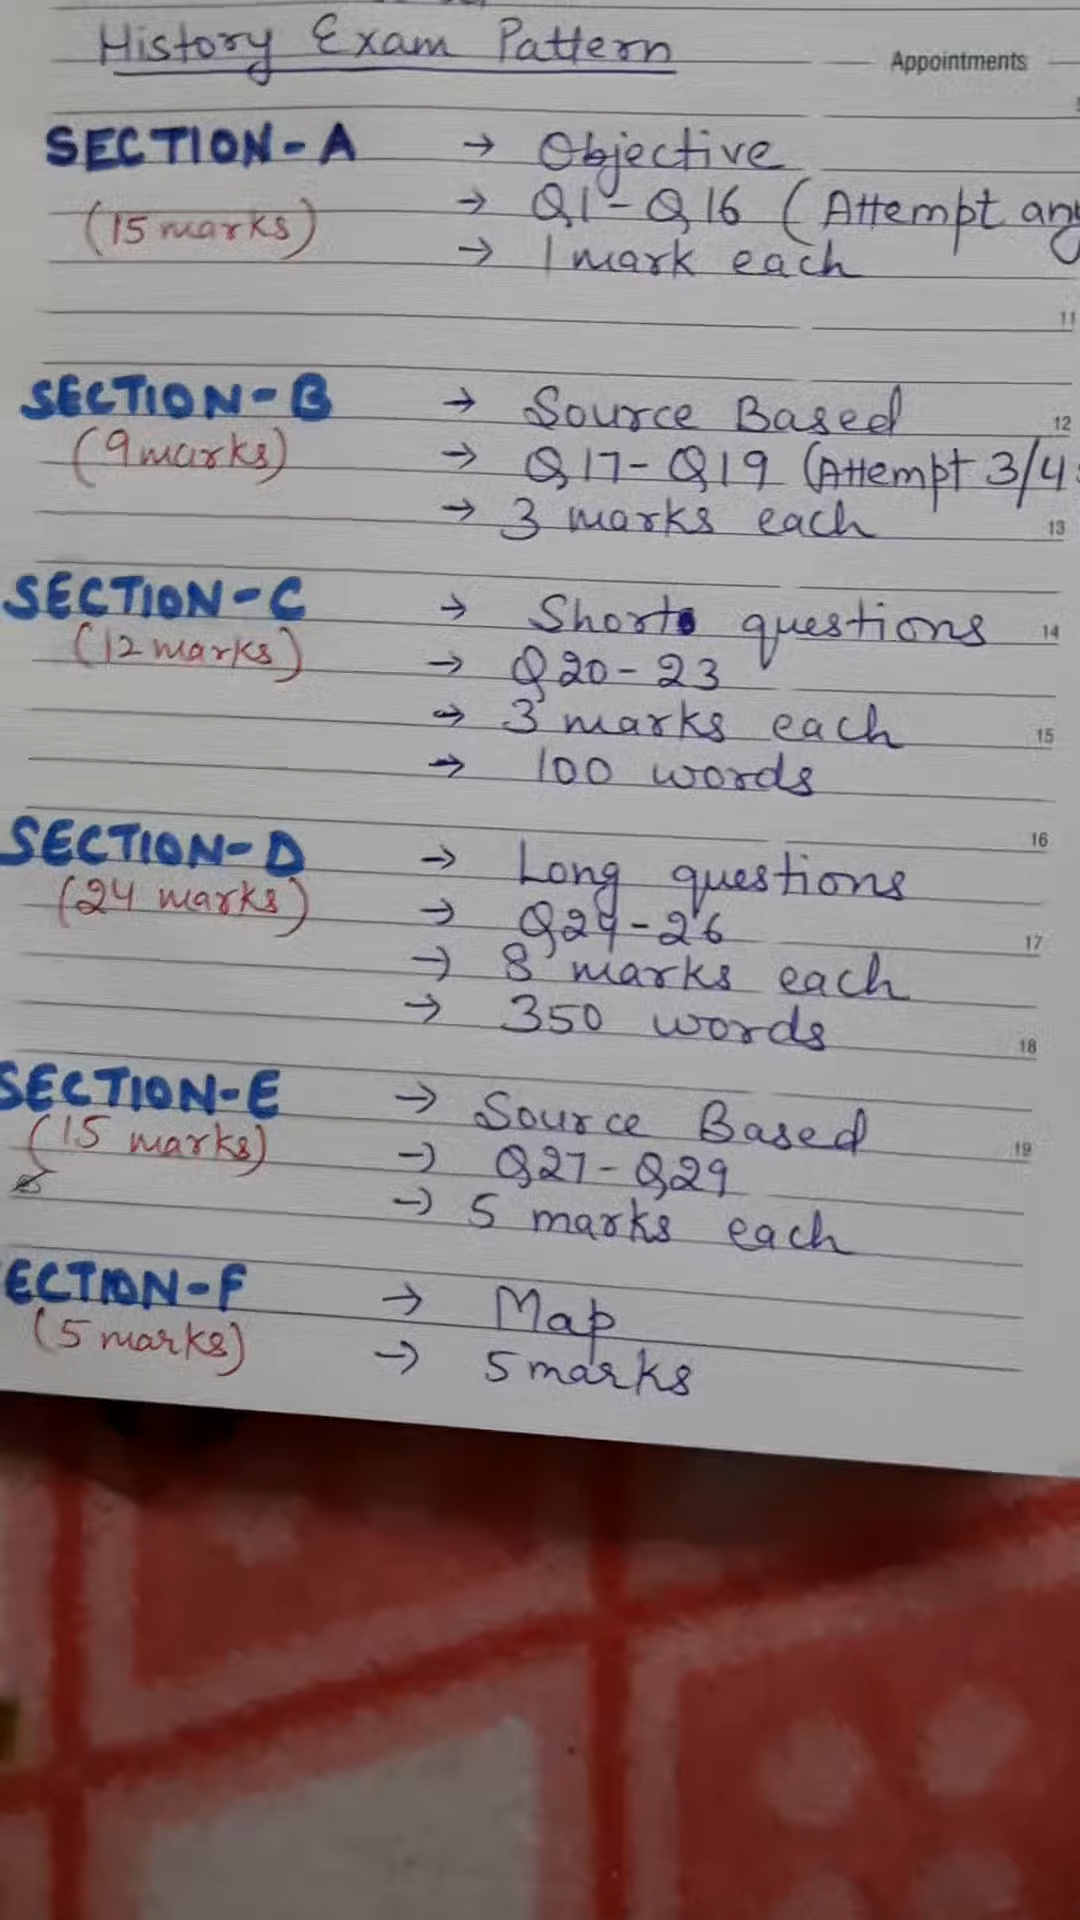 History Exam Pattern
Appointments
SECTION-A → Objective
(15 marks) → Q1-Q16 (Attempt any
→ 1 mark each
11
SECTION-B → Source Based
12
(9 marks) → Q17-Q19 (Attempt 3/4
→ 3 marks each
13
SECTION-C → Short questions
14
(12 marks) → Q20-23
→ 3 marks each
15
→ 100 words
16
SECTION-D → Long questions
(24 marks) → Q24-26
17
→ 8 marks each
→ 350 words
18
SECTION-E → Source Based
19
(15 marks) → Q27-Q29
→ 5 marks each
ECTION-F → Map
(5 marks) → 5 marks